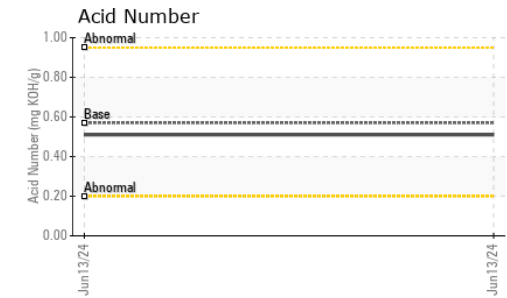 Acid Number
Acid Number (mg KOH/g)
1.00
0.80
0.60
0.40
0.20
0.00
Abnormal
Base
Abnormal
Jun13/24
Jun13/24